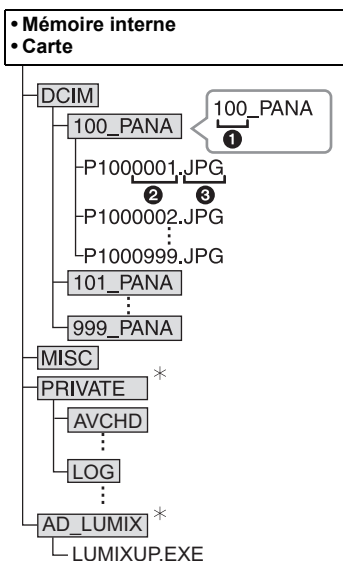 • Mémoire interne
• Carte
DCIM
100_PANA
100_PANA
❶
P1000001.JPG
❷ ❸
P1000002.JPG
P1000999.JPG
101_PANA
999_PANA
MISC
PRIVATE *
AVCHD
LOG
AD_LUMIX *
LUMIXUP.EXE